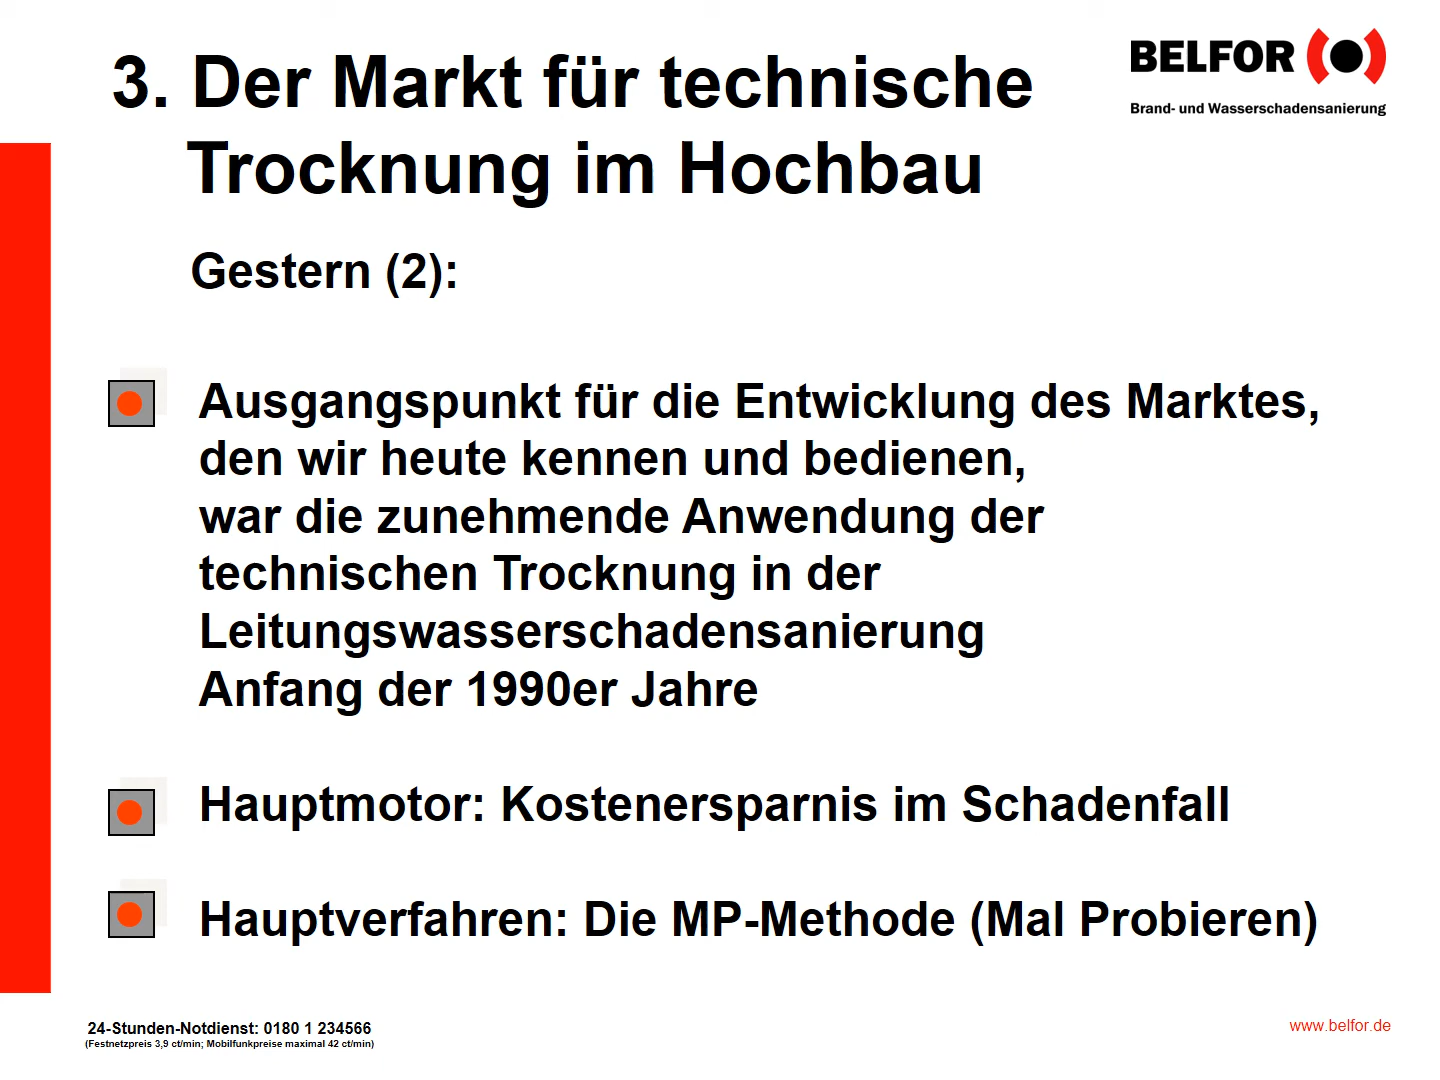 3. Der Markt für technische
Trocknung im Hochbau
BELFOR
Brand- und Wasserschadensanierung
Gestern (2):
Ausgangspunkt für die Entwicklung des Marktes,
den wir heute kennen und bedienen,
war die zunehmende Anwendung der
technischen Trocknung in der
Leitungswasserschadensanierung
Anfang der 1990er Jahre
Hauptmotor: Kostenersparnis im Schadenfall
Hauptverfahren: Die MP-Methode (Mal Probieren)
24-Stunden-Notdienst: 0180 1 234566
(Festnetzpreis 3,9 ct/min; Mobilfunkpreise maximal 42 ct/min)
www.belfor.de